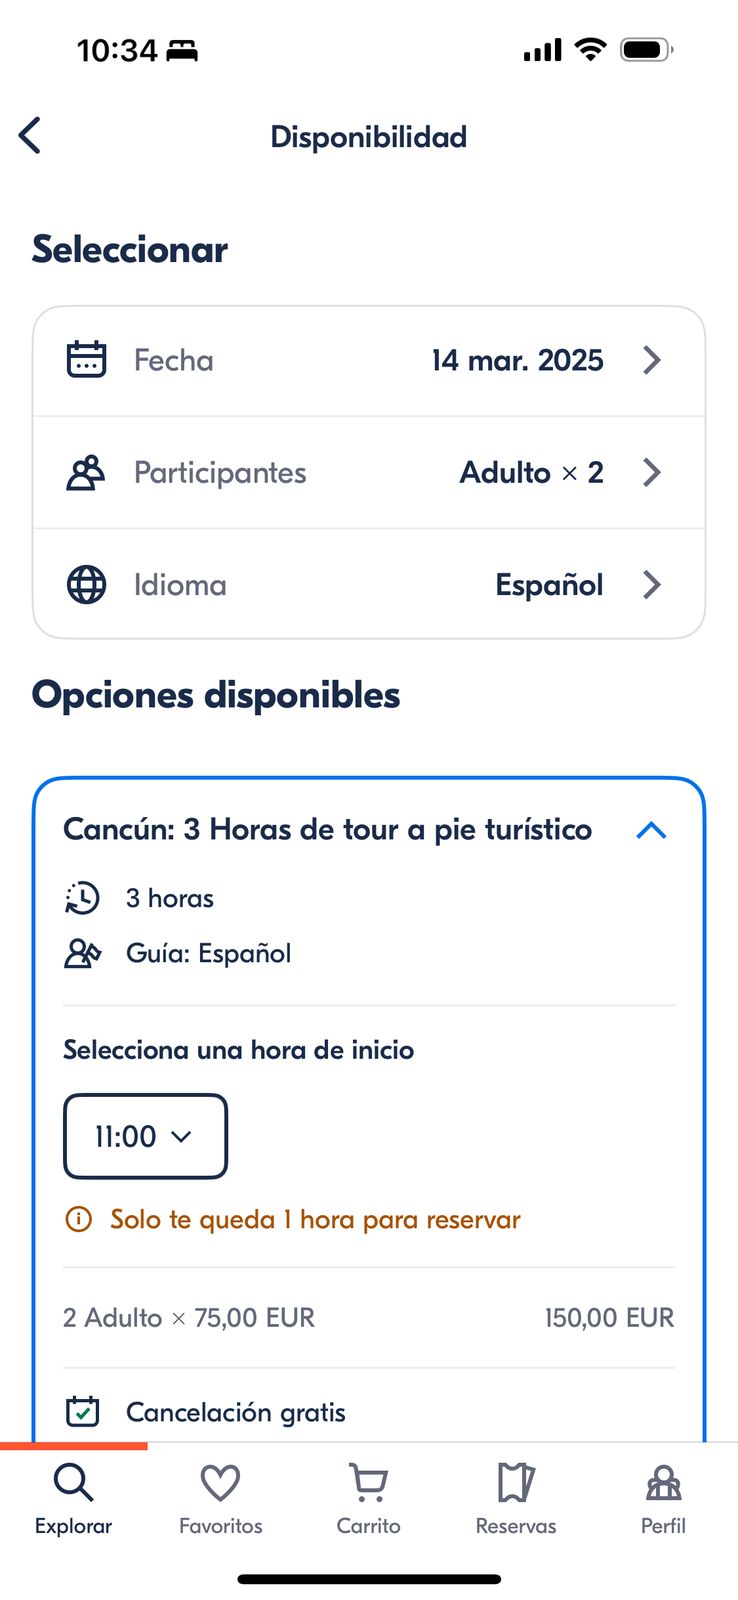 10:34
Disponibilidad
Seleccionar
Fecha 14 mar. 2025
Participantes Adulto × 2
Idioma Español
Opciones disponibles
Cancún: 3 Horas de tour a pie turístico
3 horas
Guía: Español
Selecciona una hora de inicio
11:00
Solo te queda 1 hora para reservar
2 Adulto × 75,00 EUR 150,00 EUR
Cancelación gratis
Explorar Favoritos Carrito Reservas Perfil